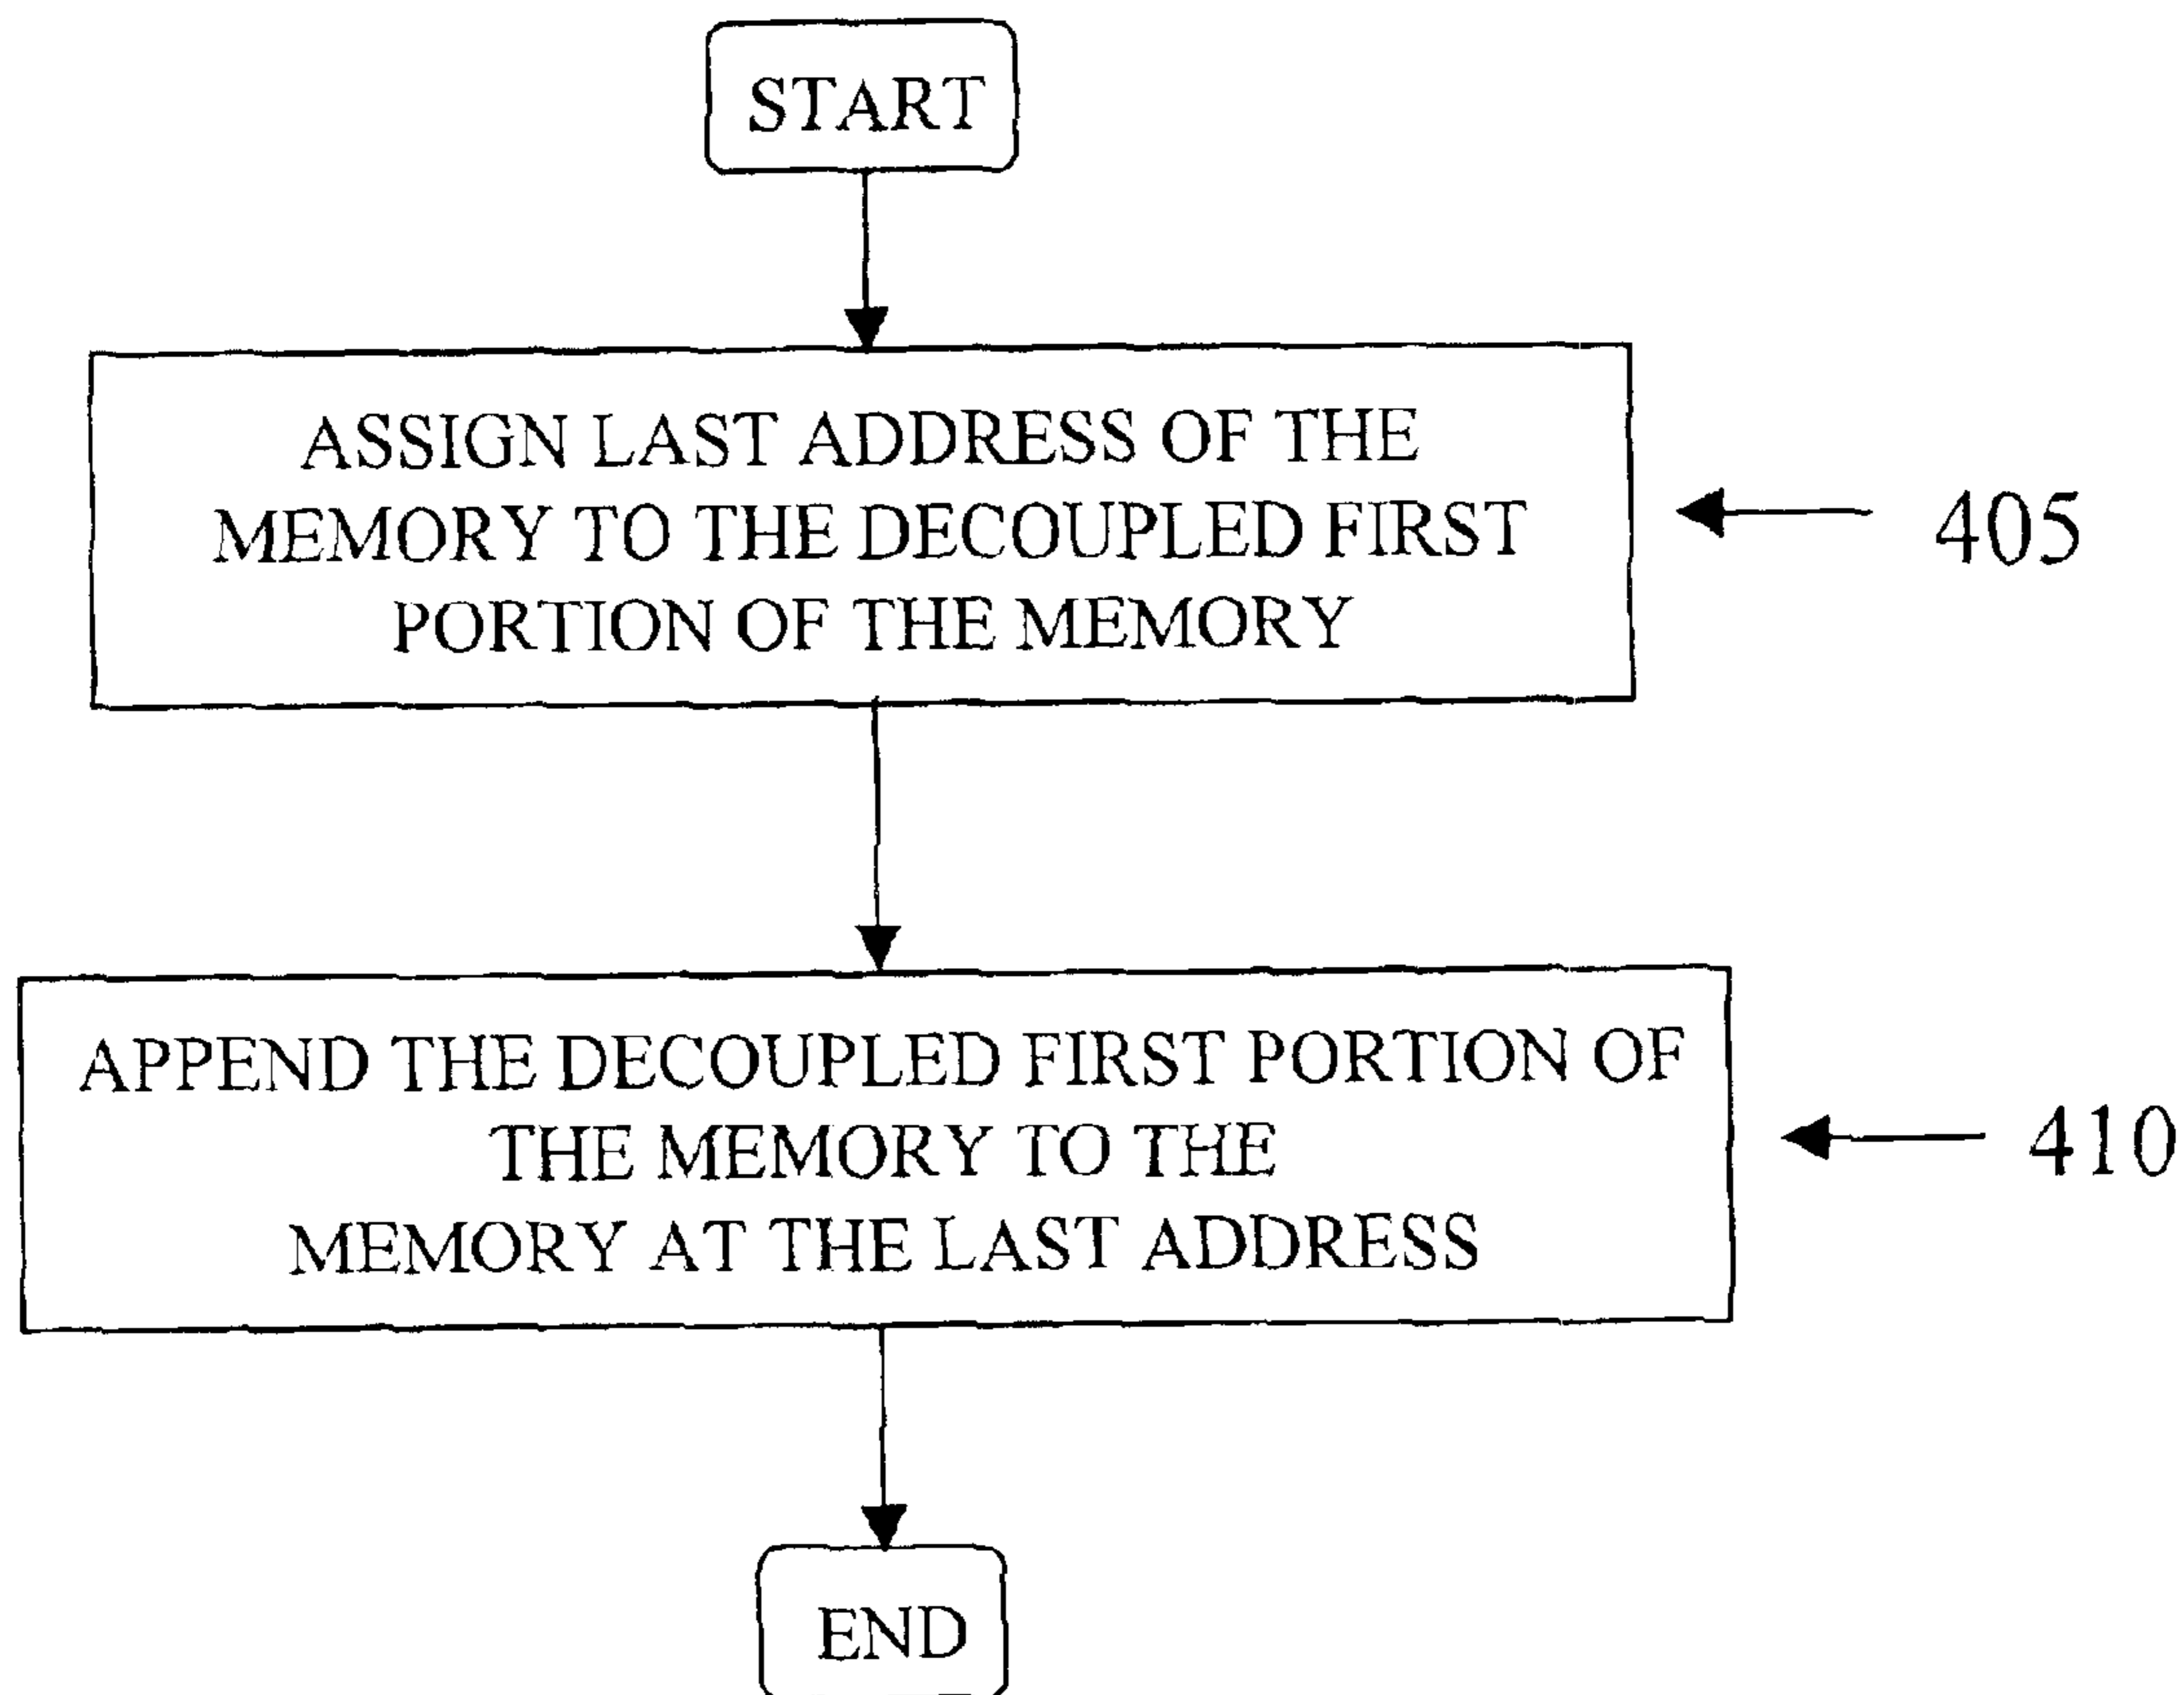 START
ASSIGN LAST ADDRESS OF THE
MEMORY TO THE DECOUPLED FIRST
PORTION OF THE MEMORY
405
APPEND THE DECOUPLED FIRST PORTION OF
THE MEMORY TO THE
MEMORY AT THE LAST ADDRESS
410
END